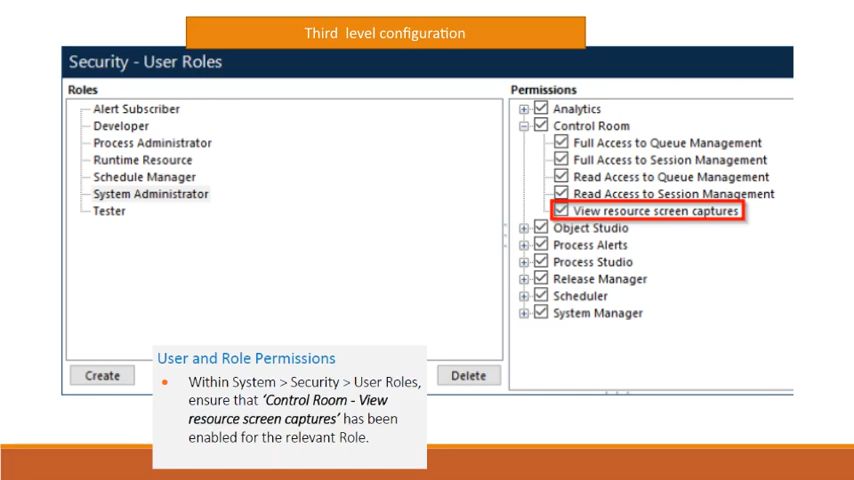 Third level configuration
Security - User Roles
Roles
Alert Subscriber
Developer
Process Administrator
Runtime Resource
Schedule Manager
System Administrator
Tester
Permissions
Analytics
Control Room
Full Access to Queue Management
Full Access to Session Management
Read Access to Queue Management
Read Access to Session Management
View resource screen captures
Object Studio
Process Alerts
Process Studio
Release Manager
Scheduler
System Manager
Create
Delete
User and Role Permissions
• Within System > Security > User Roles,
ensure that ‘Control Room - View
resource screen captures’ has been
enabled for the relevant Role.